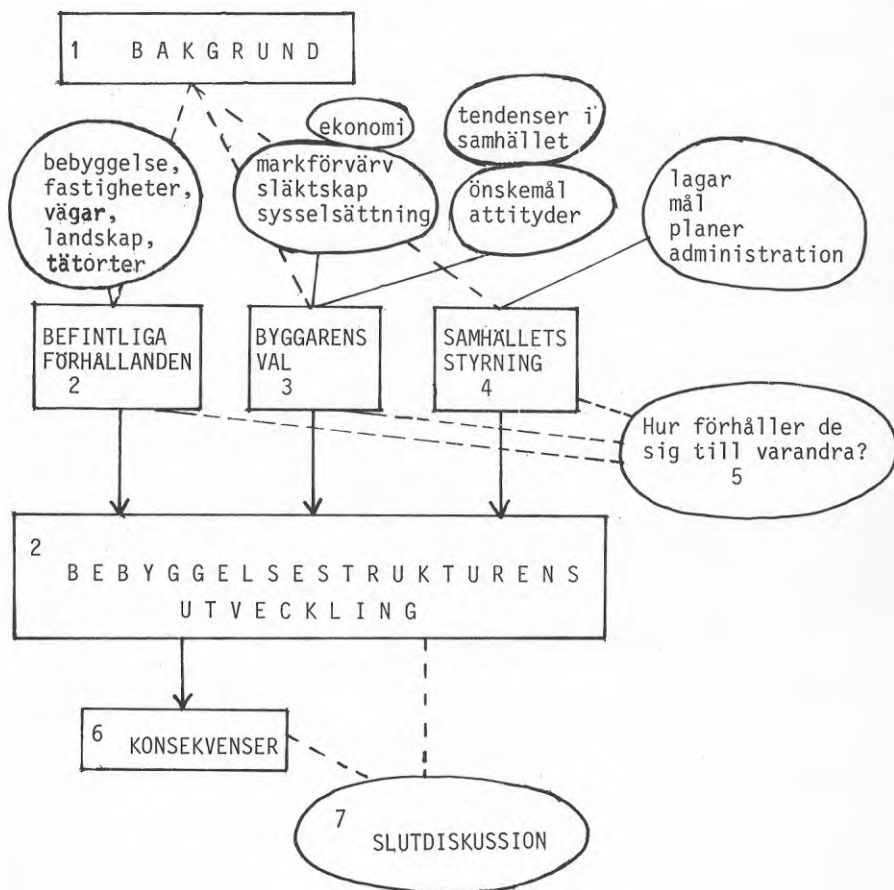 1 B A K G R U N D
ekonomi
tendenser i
samhället
bebyggelse,
fastigheter,
vägar,
landskap,
tätorter
markförvärv
släktskap
sysselsättning
önskemål
attityder
lagar
mål
planer
administration
BEFINTLIGA
FÖRHÅLLANDEN
2
BYGGARENS
VAL
3
SAMHÄLLETS
STYRNING
4
Hur förhåller de
sig till varandra?
5
2
B E B Y G G E L S E S T R U K T U R E N S
U T V E C K L I N G
6 KONSEKVENSER
7
SLUTDISKUSSION